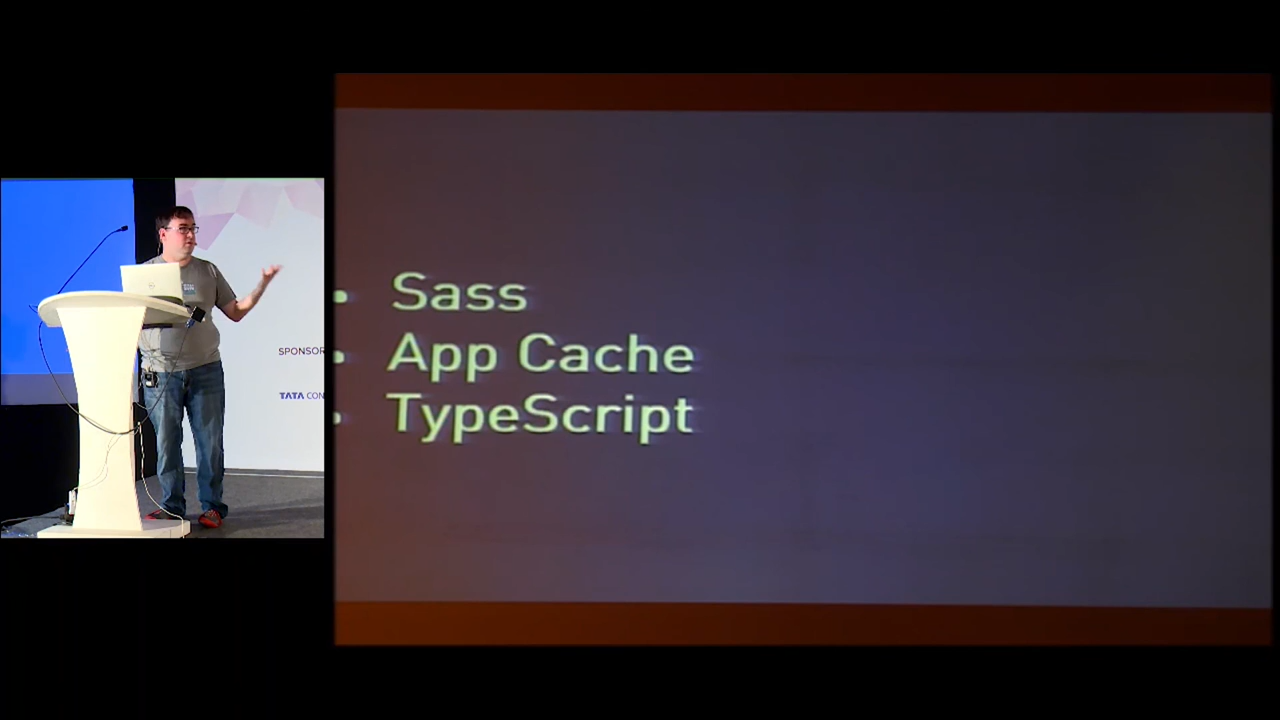 • Sass
• App Cache
• TypeScript
SPONSOR
TATA CON